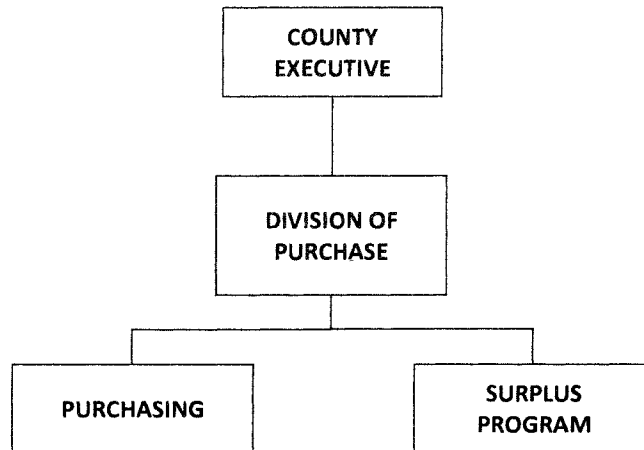 COUNTY
EXECUTIVE
DIVISION OF
PURCHASE
PURCHASING
SURPLUS
PROGRAM